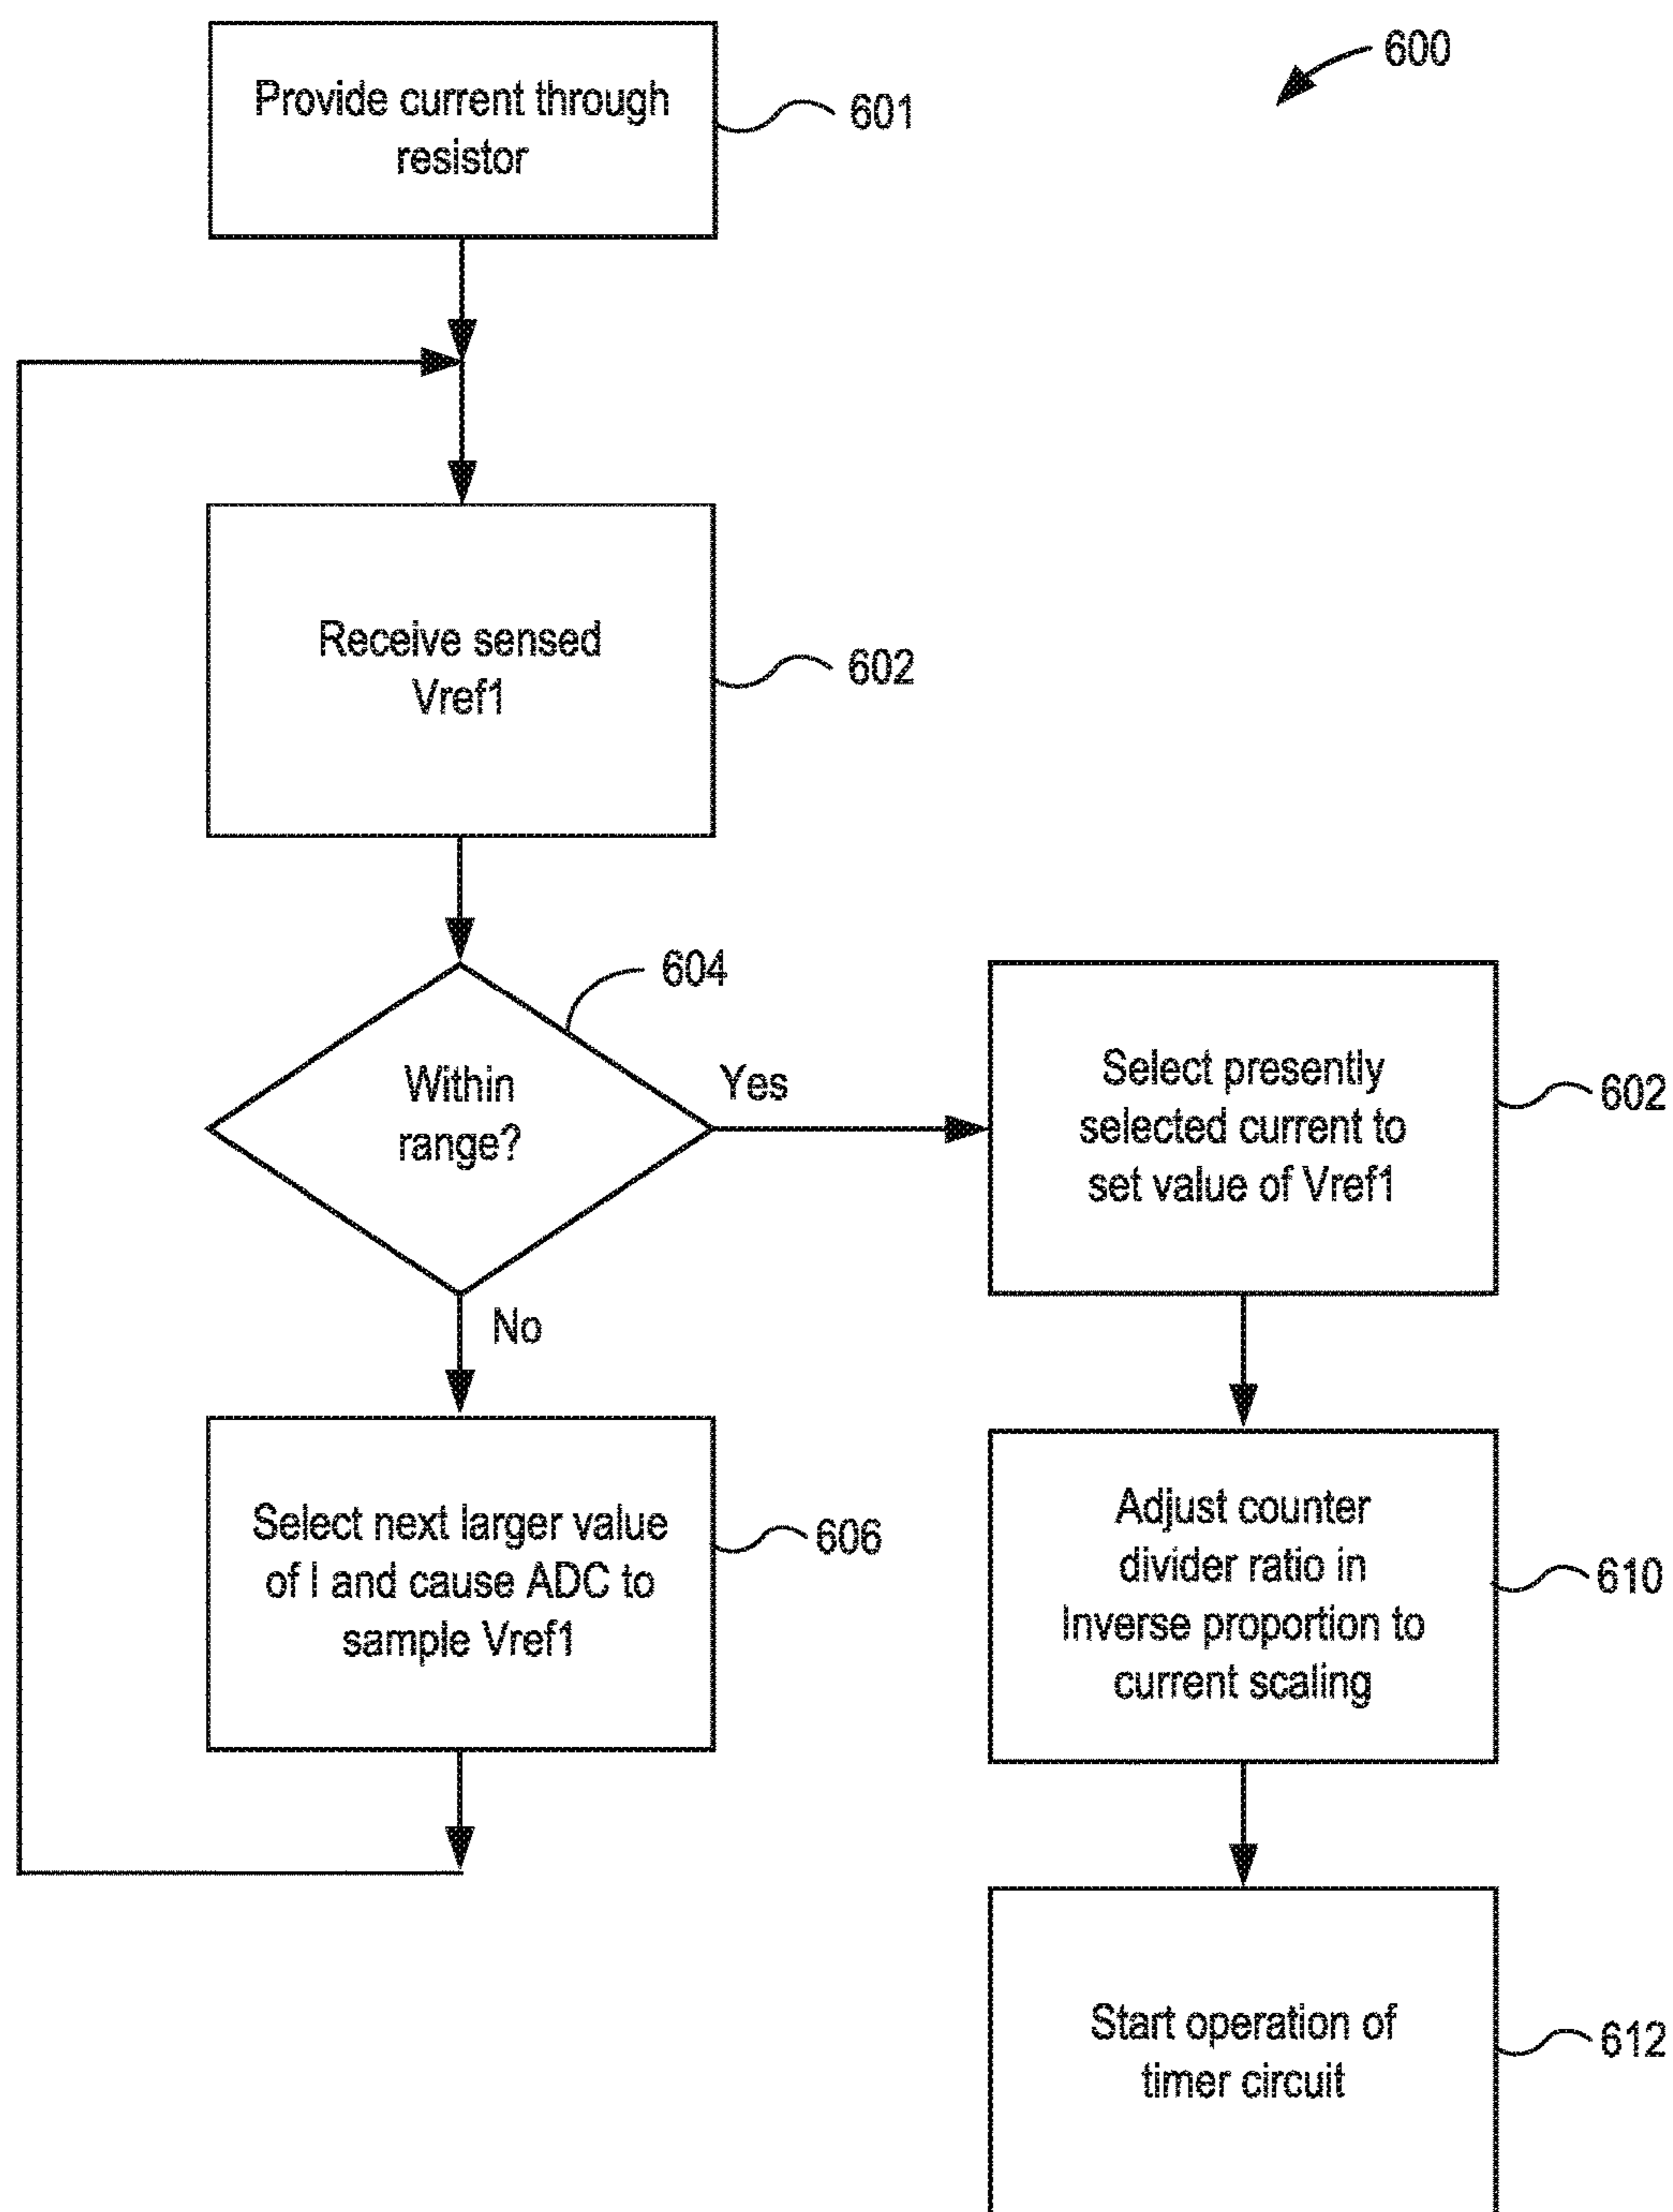 600
Provide current through
resistor
601
Receive sensed
Vref1
602
604
Within
range?
Yes
No
Select presently
selected current to
set value of Vref1
602
Select next larger value
of I and cause ADC to
sample Vref1
606
Adjust counter
divider ratio in
Inverse proportion to
current scaling
610
Start operation of
timer circuit
612